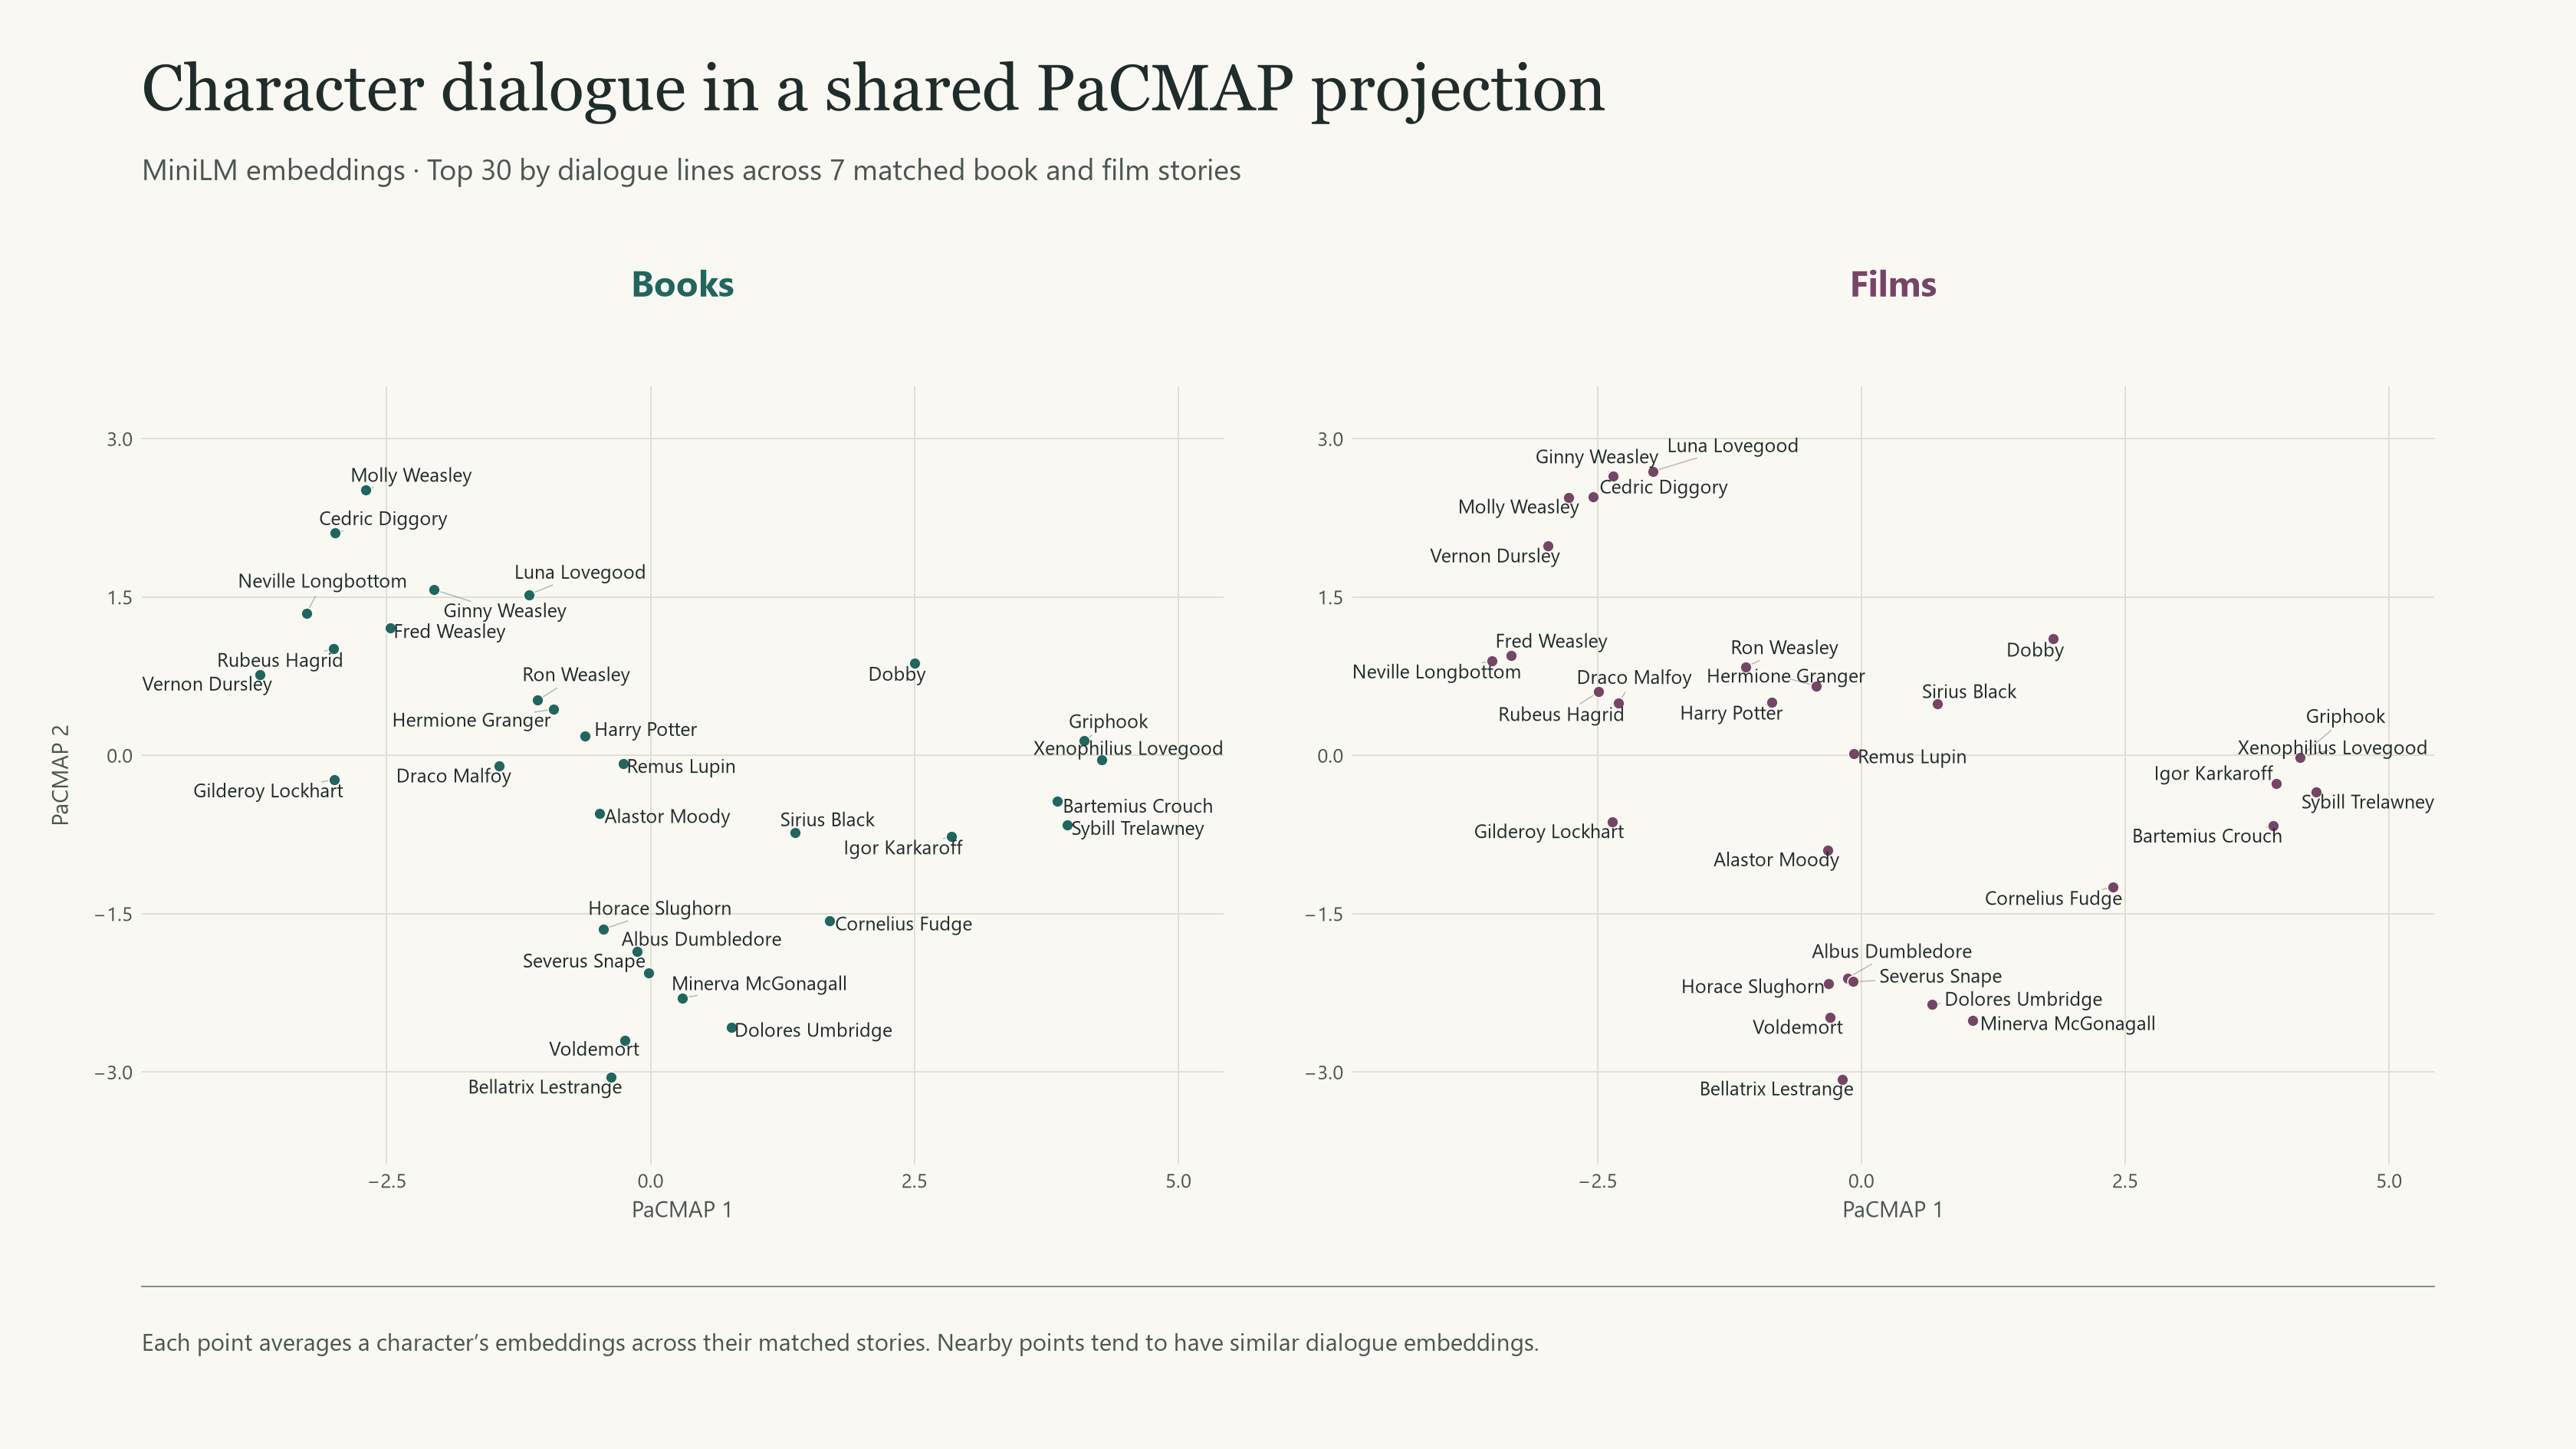 Character dialogue in a shared PaCMAP projection
MiniLM embeddings · Top 30 by dialogue lines across 7 matched book and film stories
Books
PaCMAP 2
3.0
1.5
0.0
−1.5
−3.0
Molly Weasley
Cedric Diggory
Luna Lovegood
Neville Longbottom
Ginny Weasley
Fred Weasley
Rubeus Hagrid
Ron Weasley
Dobby
Vernon Dursley
Hermione Granger
Griphook
Harry Potter
Xenophilius Lovegood
Remus Lupin
Draco Malfoy
Gilderoy Lockhart
Bartemius Crouch
Alastor Moody
Sirius Black
Sybill Trelawney
Igor Karkaroff
Horace Slughorn
Cornelius Fudge
Albus Dumbledore
Severus Snape
Minerva McGonagall
Dolores Umbridge
Voldemort
Bellatrix Lestrange
−2.5
0.0
2.5
5.0
PaCMAP 1
Films
3.0
1.5
0.0
−1.5
−3.0
Luna Lovegood
Ginny Weasley
Cedric Diggory
Molly Weasley
Vernon Dursley
Fred Weasley
Ron Weasley
Dobby
Neville Longbottom
Hermione Granger
Draco Malfoy
Sirius Black
Harry Potter
Rubeus Hagrid
Griphook
Xenophilius Lovegood
Remus Lupin
Igor Karkaroff
Sybill Trelawney
Gilderoy Lockhart
Bartemius Crouch
Alastor Moody
Cornelius Fudge
Albus Dumbledore
Severus Snape
Horace Slughorn
Dolores Umbridge
Minerva McGonagall
Voldemort
Bellatrix Lestrange
−2.5
0.0
2.5
5.0
PaCMAP 1
Each point averages a character’s embeddings across their matched stories. Nearby points tend to have similar dialogue embeddings.